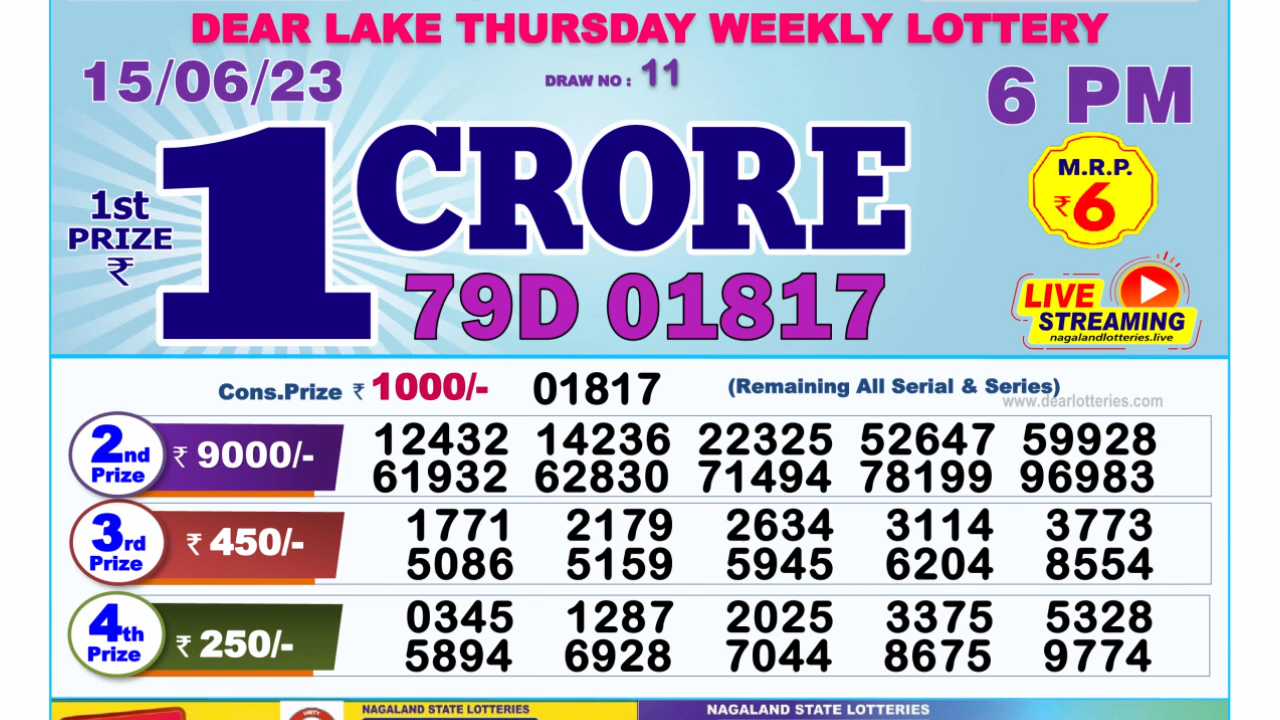 DEAR LAKE THURSDAY WEEKLY LOTTERY
15/06/23 DRAW NO : 11 6 PM
1st PRIZE ₹ 1 CRORE
79D 01817
M.R.P.
₹6
LIVE
STREAMING
nagalandlotteries.live
Cons.Prize ₹ 1000/- 01817 (Remaining All Serial & Series)
www.dearlotteries.com
2nd Prize ₹ 9000/-
12432 14236 22325 52647 59928
61932 62830 71494 78199 96983
3rd Prize ₹ 450/-
1771 2179 2634 3114 3773
5086 5159 5945 6204 8554
4th Prize ₹ 250/-
0345 1287 2025 3375 5328
5894 6928 7044 8675 9774
NAGALAND STATE LOTTERIES NAGALAND STATE LOTTERIES